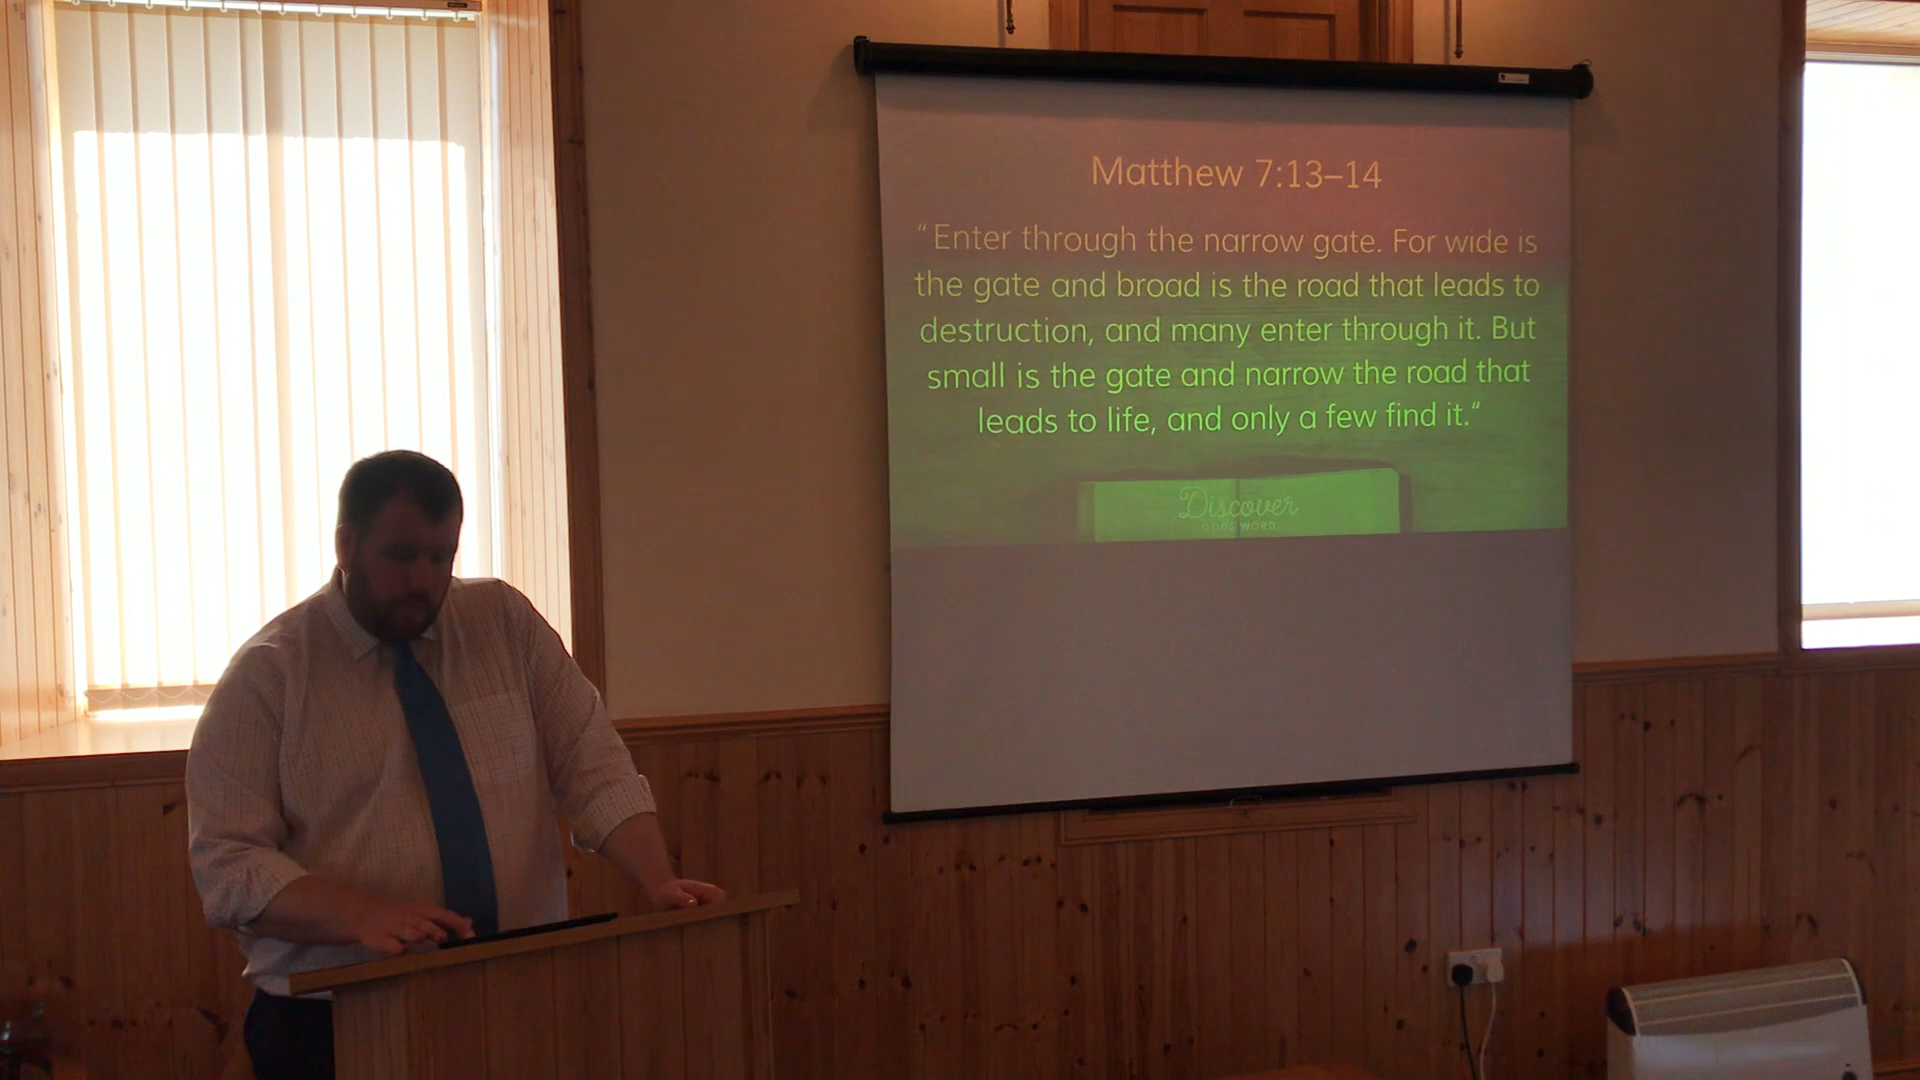 Matthew 7:13–14
“Enter through the narrow gate. For wide is
the gate and broad is the road that leads to
destruction, and many enter through it. But
small is the gate and narrow the road that
leads to life, and only a few find it.“
Discover
GODS WORD